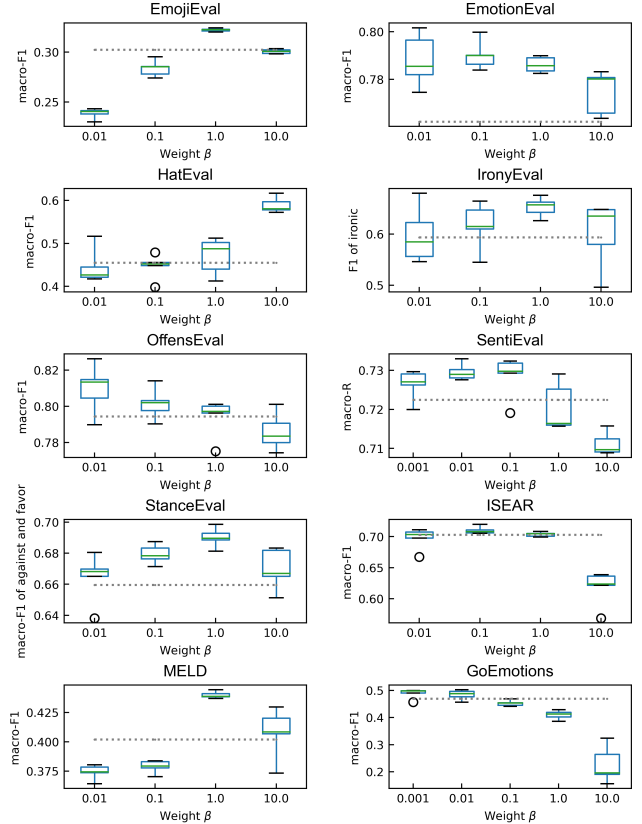 EmojiEval
macro-F1
0.30
0.25
0.01 0.1 1.0 10.0
Weight β
EmotionEval
macro-F1
0.80
0.78
0.01 0.1 1.0 10.0
Weight β
HatEval
macro-F1
0.6
0.5
0.4
0.01 0.1 1.0 10.0
Weight β
IronyEval
F1 of ironic
0.6
0.5
0.01 0.1 1.0 10.0
Weight β
OffensEval
macro-F1
0.82
0.80
0.78
0.01 0.1 1.0 10.0
Weight β
SentiEval
macro-R
0.73
0.72
0.71
0.001 0.01 0.1 1.0 10.0
Weight β
StanceEval
macro-F1 of against and favor
0.70
0.68
0.66
0.64
0.01 0.1 1.0 10.0
Weight β
ISEAR
macro-F1
0.70
0.65
0.60
0.01 0.1 1.0 10.0
Weight β
MELD
macro-F1
0.425
0.400
0.375
0.01 0.1 1.0 10.0
Weight β
GoEmotions
macro-F1
0.5
0.4
0.3
0.2
0.001 0.01 0.1 1.0 10.0
Weight β